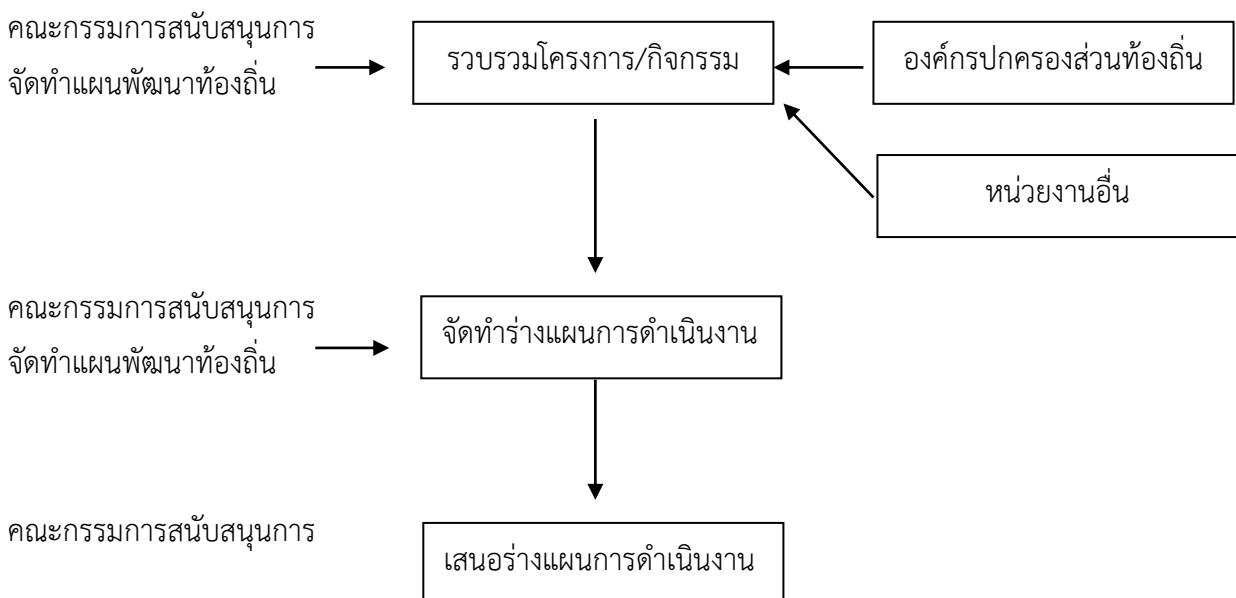 คณะกรรมการสนับสนุนการ
จัดทำแผนพัฒนาท้องถิ่น
รวบรวมโครงการ/กิจกรรม
องค์กรปกครองส่วนท้องถิ่น
หน่วยงานอื่น
คณะกรรมการสนับสนุนการ
จัดทำแผนพัฒนาท้องถิ่น
จัดทำร่างแผนการดำเนินงาน
คณะกรรมการสนับสนุนการ
เสนอร่างแผนการดำเนินงาน